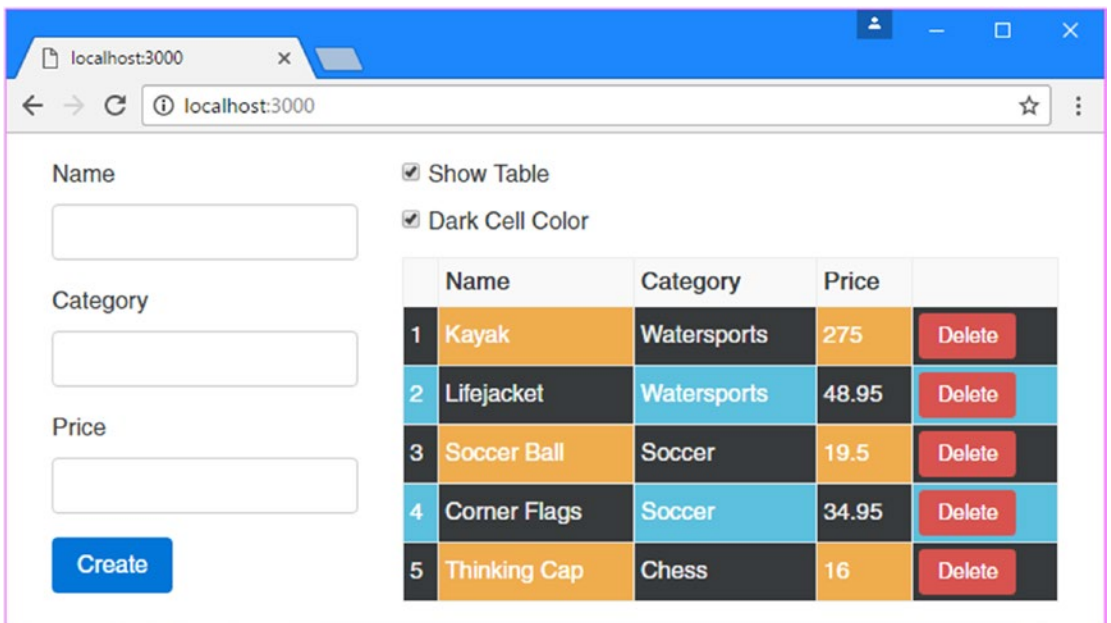 localhost:3000
localhost:3000
Name
Category
Price
Create
Show Table
Dark Cell Color
Name Category Price
1 Kayak Watersports 275 Delete
2 Lifejacket Watersports 48.95 Delete
3 Soccer Ball Soccer 19.5 Delete
4 Corner Flags Soccer 34.95 Delete
5 Thinking Cap Chess 16 Delete